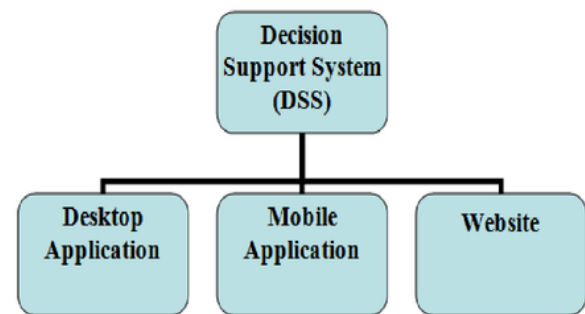 Decision
Support System
(DSS)
Desktop
Application
Mobile
Application
Website